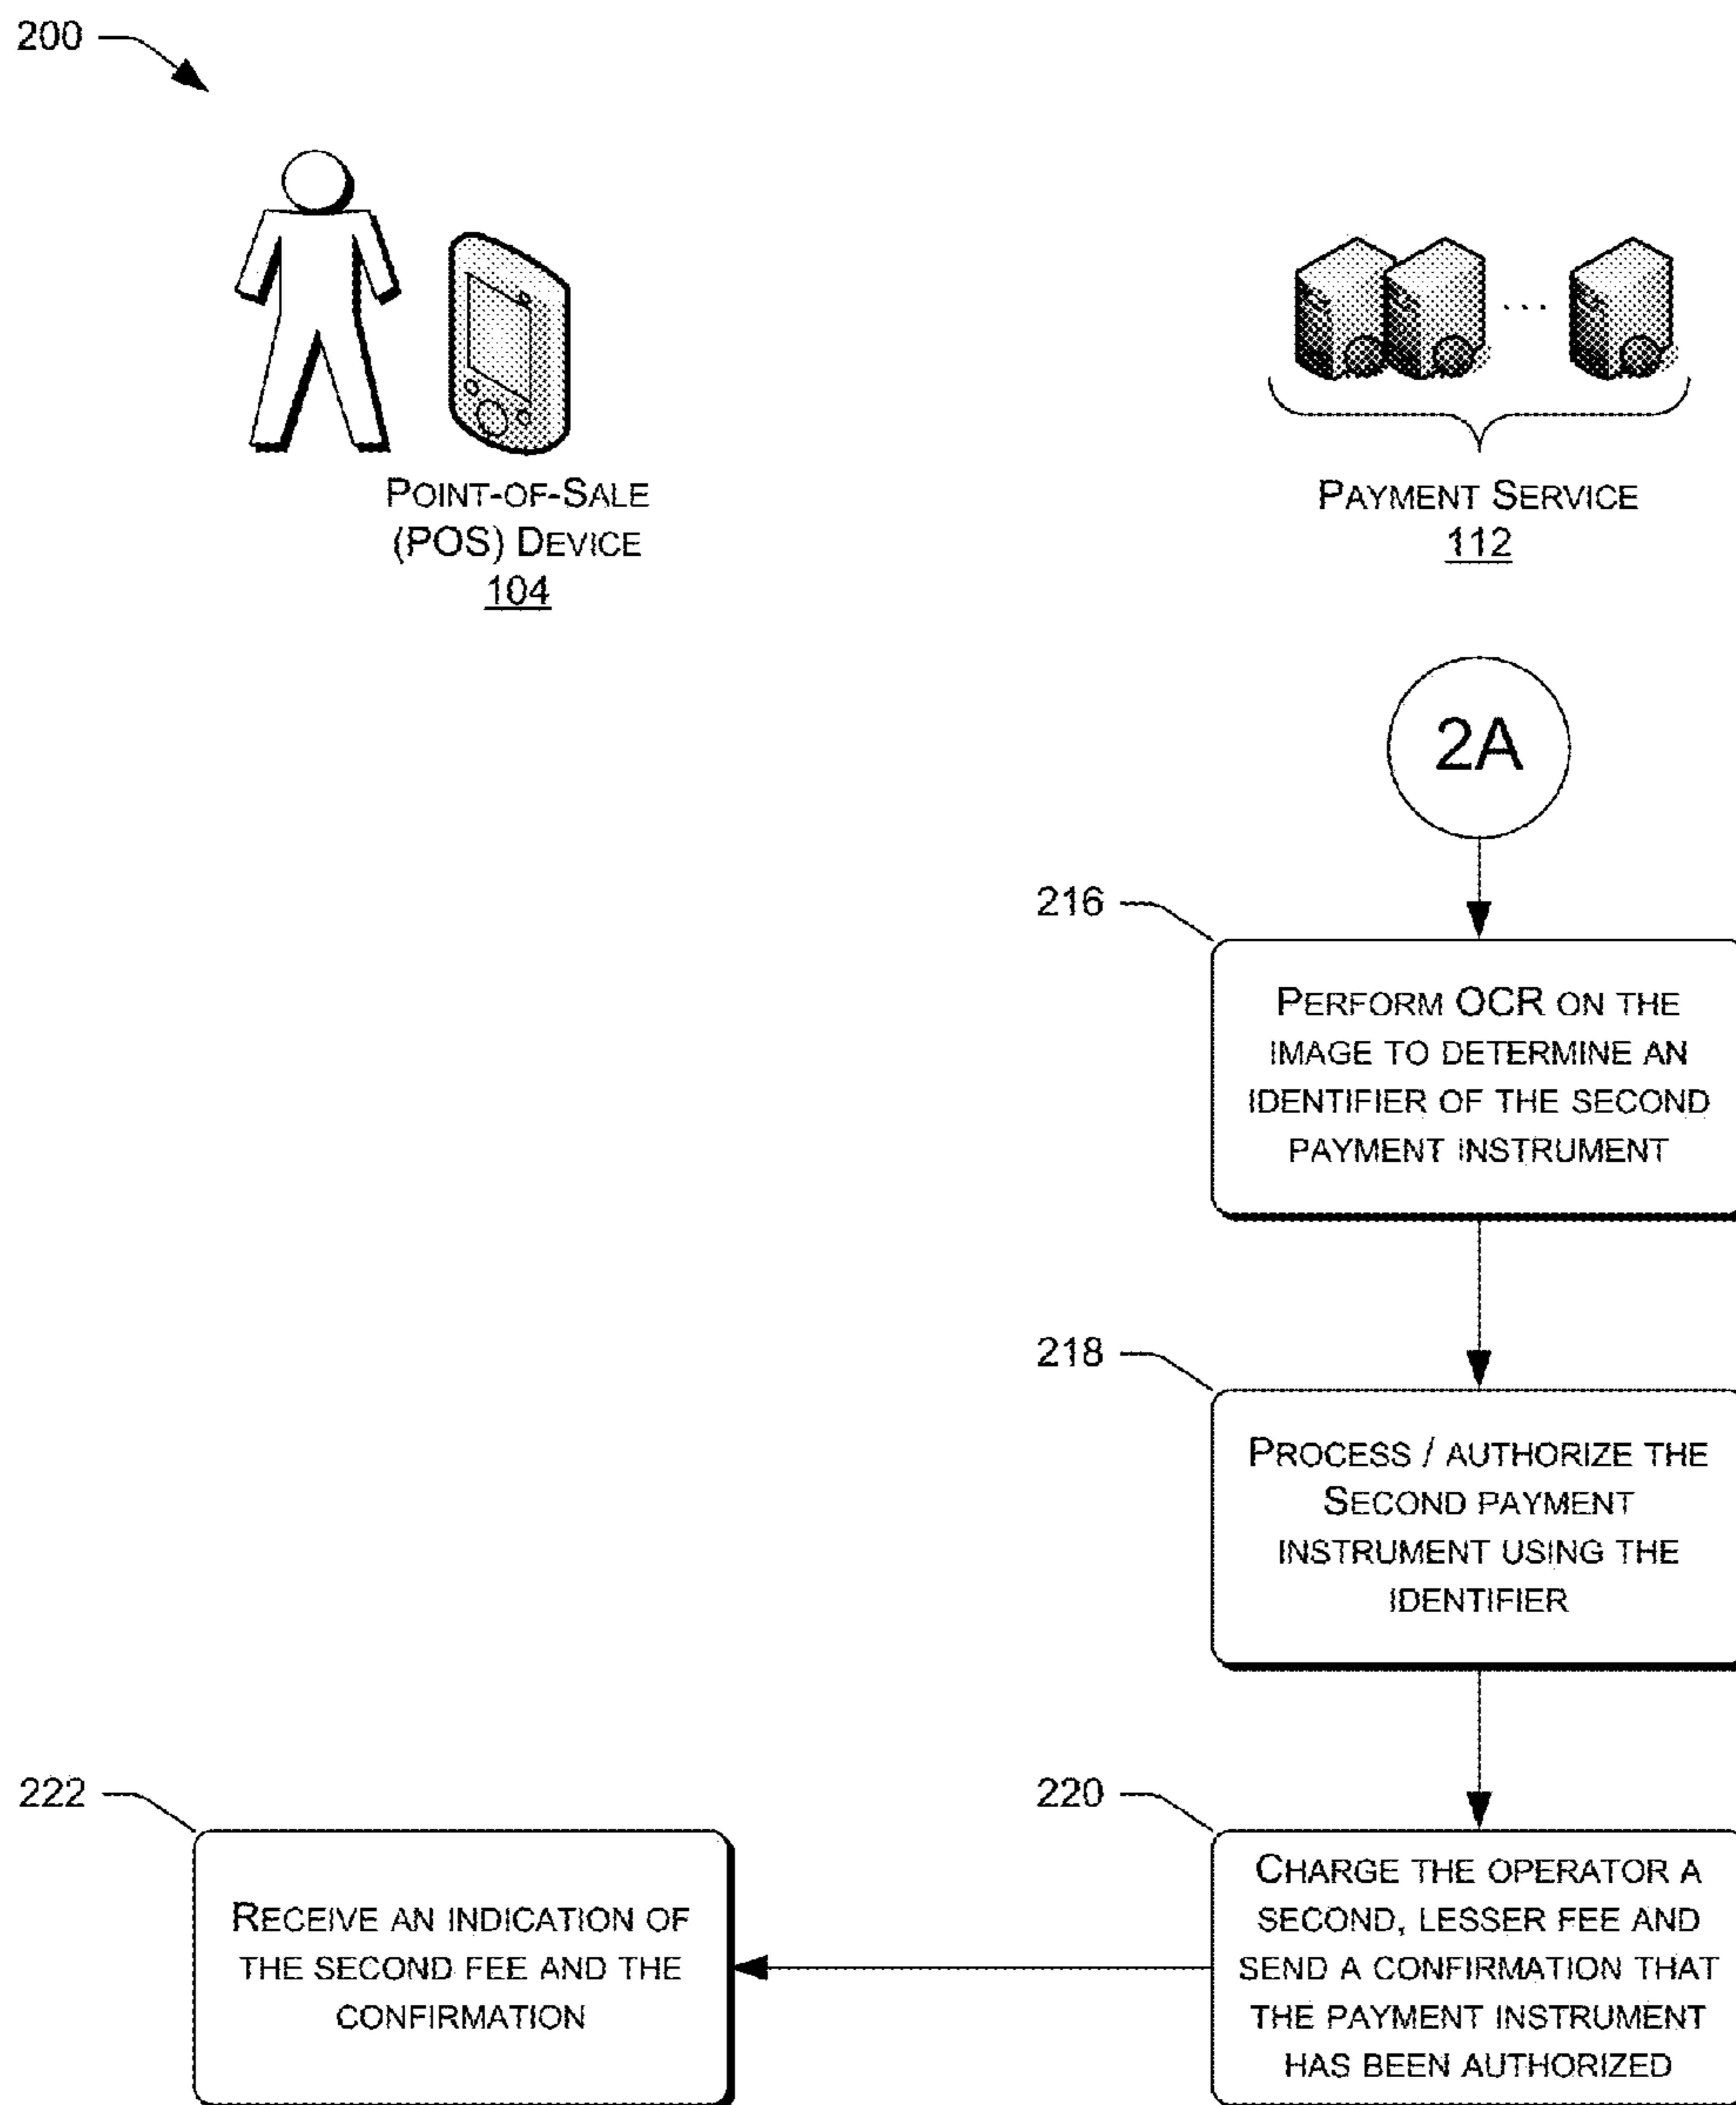 200
POINT-OF-SALE
(POS) DEVICE
104
PAYMENT SERVICE
112
2A
216
PERFORM OCR ON THE
IMAGE TO DETERMINE AN
IDENTIFIER OF THE SECOND
PAYMENT INSTRUMENT
218
PROCESS / AUTHORIZE THE
SECOND PAYMENT
INSTRUMENT USING THE
IDENTIFIER
222
RECEIVE AN INDICATION OF
THE SECOND FEE AND THE
CONFIRMATION
220
CHARGE THE OPERATOR A
SECOND, LESSER FEE AND
SEND A CONFIRMATION THAT
THE PAYMENT INSTRUMENT
HAS BEEN AUTHORIZED